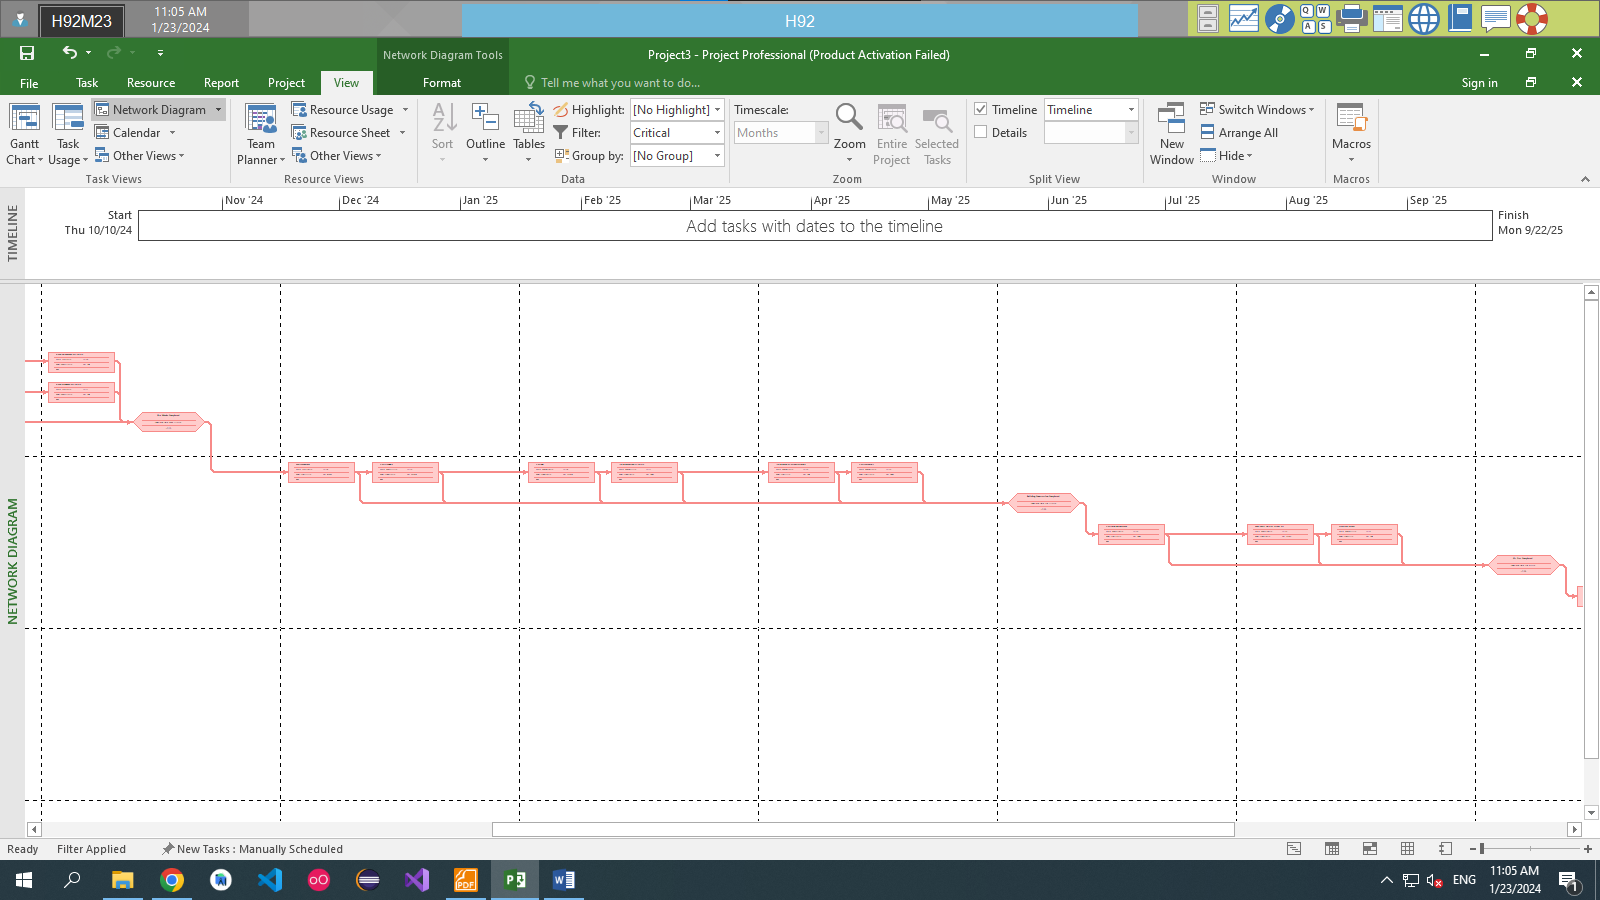 H92M23
11:05 AM
1/23/2024
H92
Q W
A S
Network Diagram Tools
Project3 - Project Professional (Product Activation Failed)
File
Task
Resource
Report
Project
View
Format
Tell me what you want to do...
Sign in
Gantt
Chart
Task
Usage
Network Diagram
Calendar
Other Views
Task Views
Team
Planner
Resource Usage
Resource Sheet
Other Views
Resource Views
A
Z
Sort
Outline
Tables
Highlight:
[No Highlight]
Filter:
Critical
Group by:
[No Group]
Data
Timescale:
Months
Zoom
Entire
Project
Selected
Tasks
Zoom
Timeline
Timeline
Details
Split View
New
Window
Switch Windows
Arrange All
Hide
Window
Macros
Macros
TIMELINE
Start
Thu 10/10/24
Nov '24
Dec '24
Jan '25
Feb '25
Mar '25
Apr '25
May '25
Jun '25
Jul '25
Aug '25
Sep '25
Add tasks with dates to the timeline
Finish
Mon 9/22/25
NETWORK DIAGRAM
Ready
Filter Applied
New Tasks : Manually Scheduled
PDF
ENG
11:05 AM
1/23/2024
1